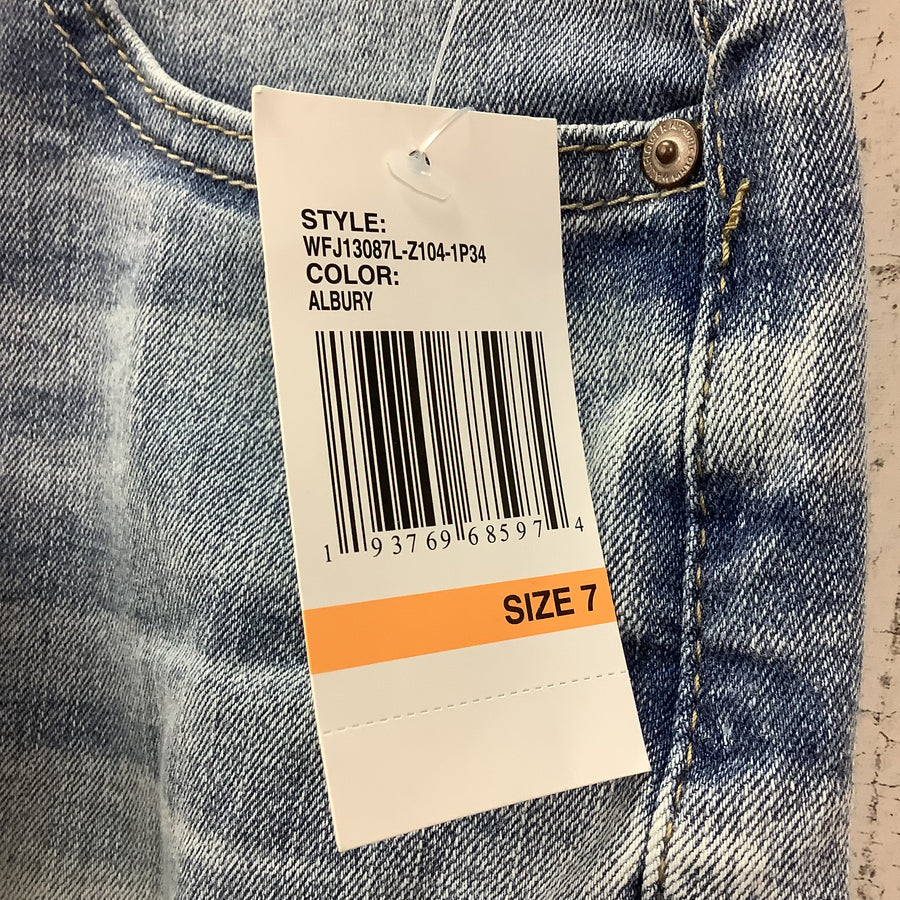 STYLE:
WFJ13087L-Z104-1P34
COLOR:
ALBURY
1 93769 68597 4
SIZE 7